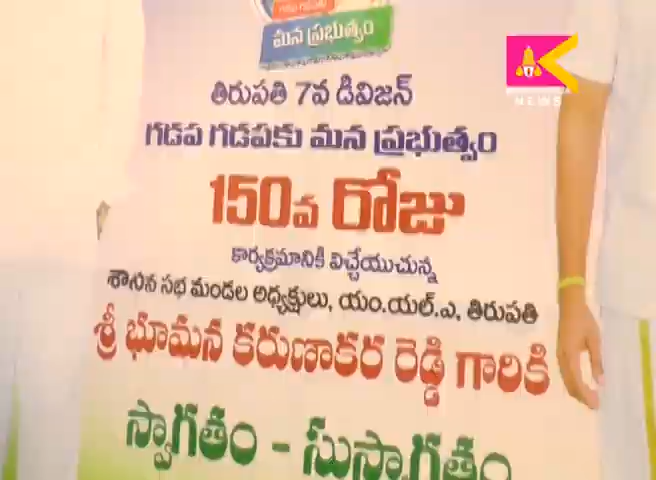 మన ప్రభుత్వం
తిరుపతి 7వ డివిజన్
గడప గడపకు మన ప్రభుత్వం
150వ రోజు
కార్యక్రమానికి విచ్చేయుచున్న
శాసన సభ మండల అధ్యక్షులు, యం.యల్.ఎ, తిరుపతి
శ్రీ భూమన కరుణాకర రెడ్డి గారికి
స్వాగతం - సుస్వాగతం
NEWS